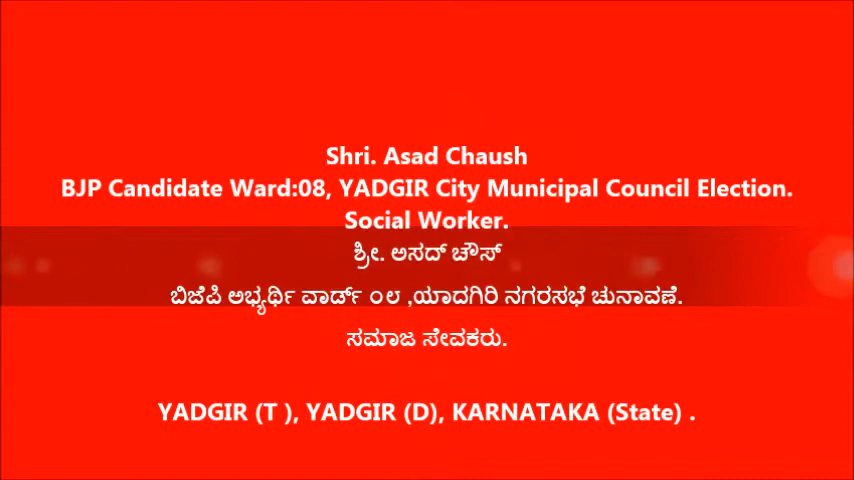 Shri. Asad Chaush
BJP Candidate Ward:08, YADGIR City Municipal Council Election.
Social Worker.
ಶ್ರೀ. ಅಸದ್ ಚೌಸ್
ಬಿಜೆಪಿ ಅಭ್ಯರ್ಥಿ ವಾರ್ಡ್ ೦೮ ,ಯಾದಗಿರಿ ನಗರಸಭೆ ಚುನಾವಣೆ.
ಸಮಾಜ ಸೇವಕರು.
YADGIR (T ), YADGIR (D), KARNATAKA (State) .